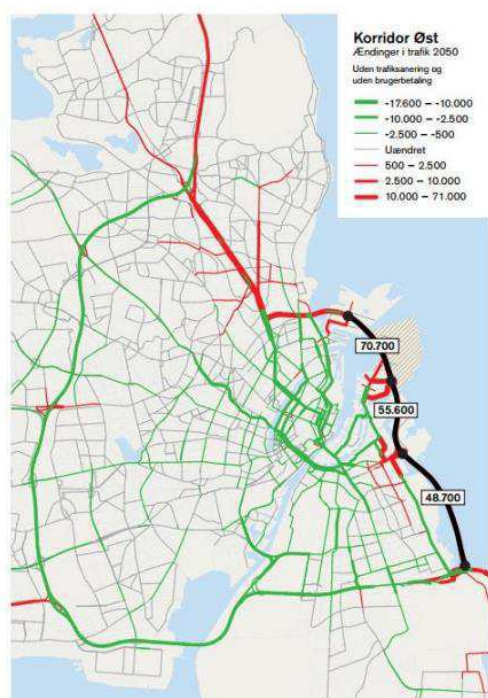 Korridor Øst
Ændinger i trafik 2050
Uden trafiksanering og
uden brugerbetaling
-17.600 – -10.000
-10.000 – -2.500
-2.500 – -500
Uændret
500 – 2.500
2.500 – 10.000
10.000 – 71.000
70.700
55.600
48.700